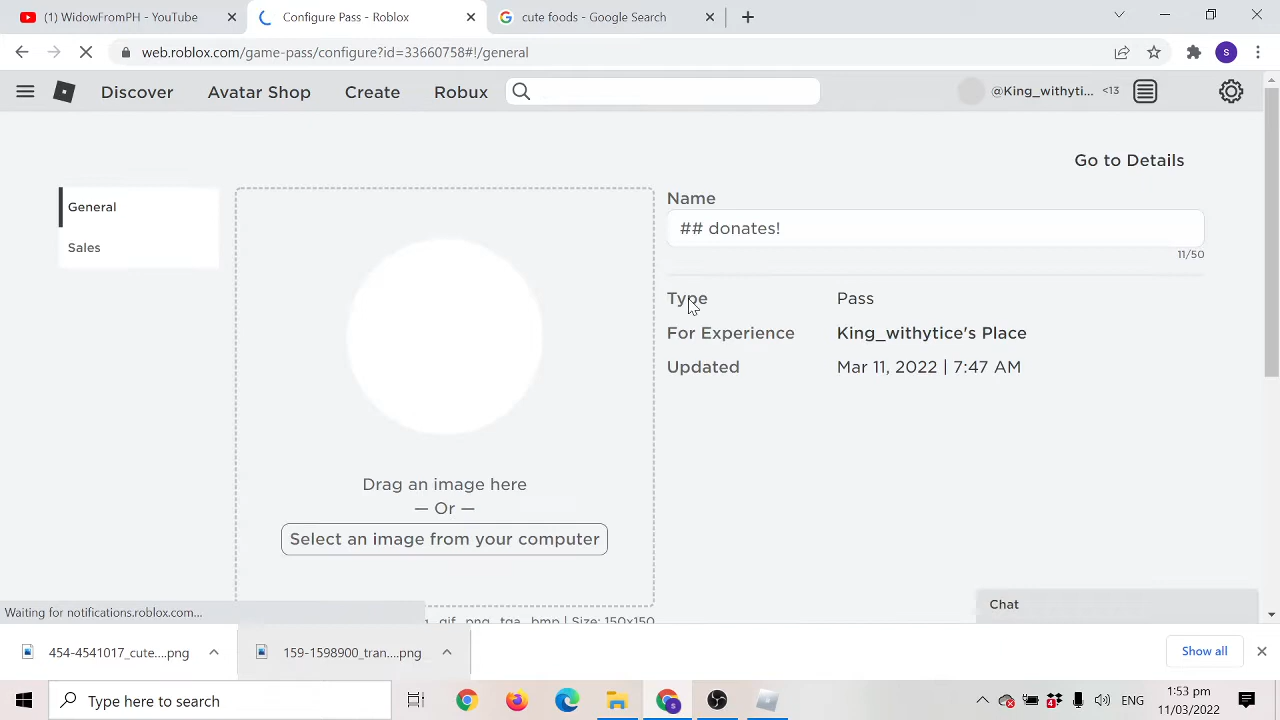 (1) WidowFromPH - YouTube
Configure Pass - Roblox
cute foods - Google Search
web.roblox.com/game-pass/configure?id=33660758#!/general
S
Discover
Avatar Shop
Create
Robux
@King_withyti... <13
Go to Details
General
Sales
Name
## donates!
11/50
Type Pass
For Experience King_withytice's Place
Updated Mar 11, 2022 | 7:47 AM
Drag an image here
— Or —
Select an image from your computer
gif, png, tga, bmp | Size: 150x150
Chat
Waiting for notifications.roblox.com...
454-4541017_cute....png
159-1598900_tran....png
Show all
Type here to search
S
4
ENG
1:53 pm
11/03/2022